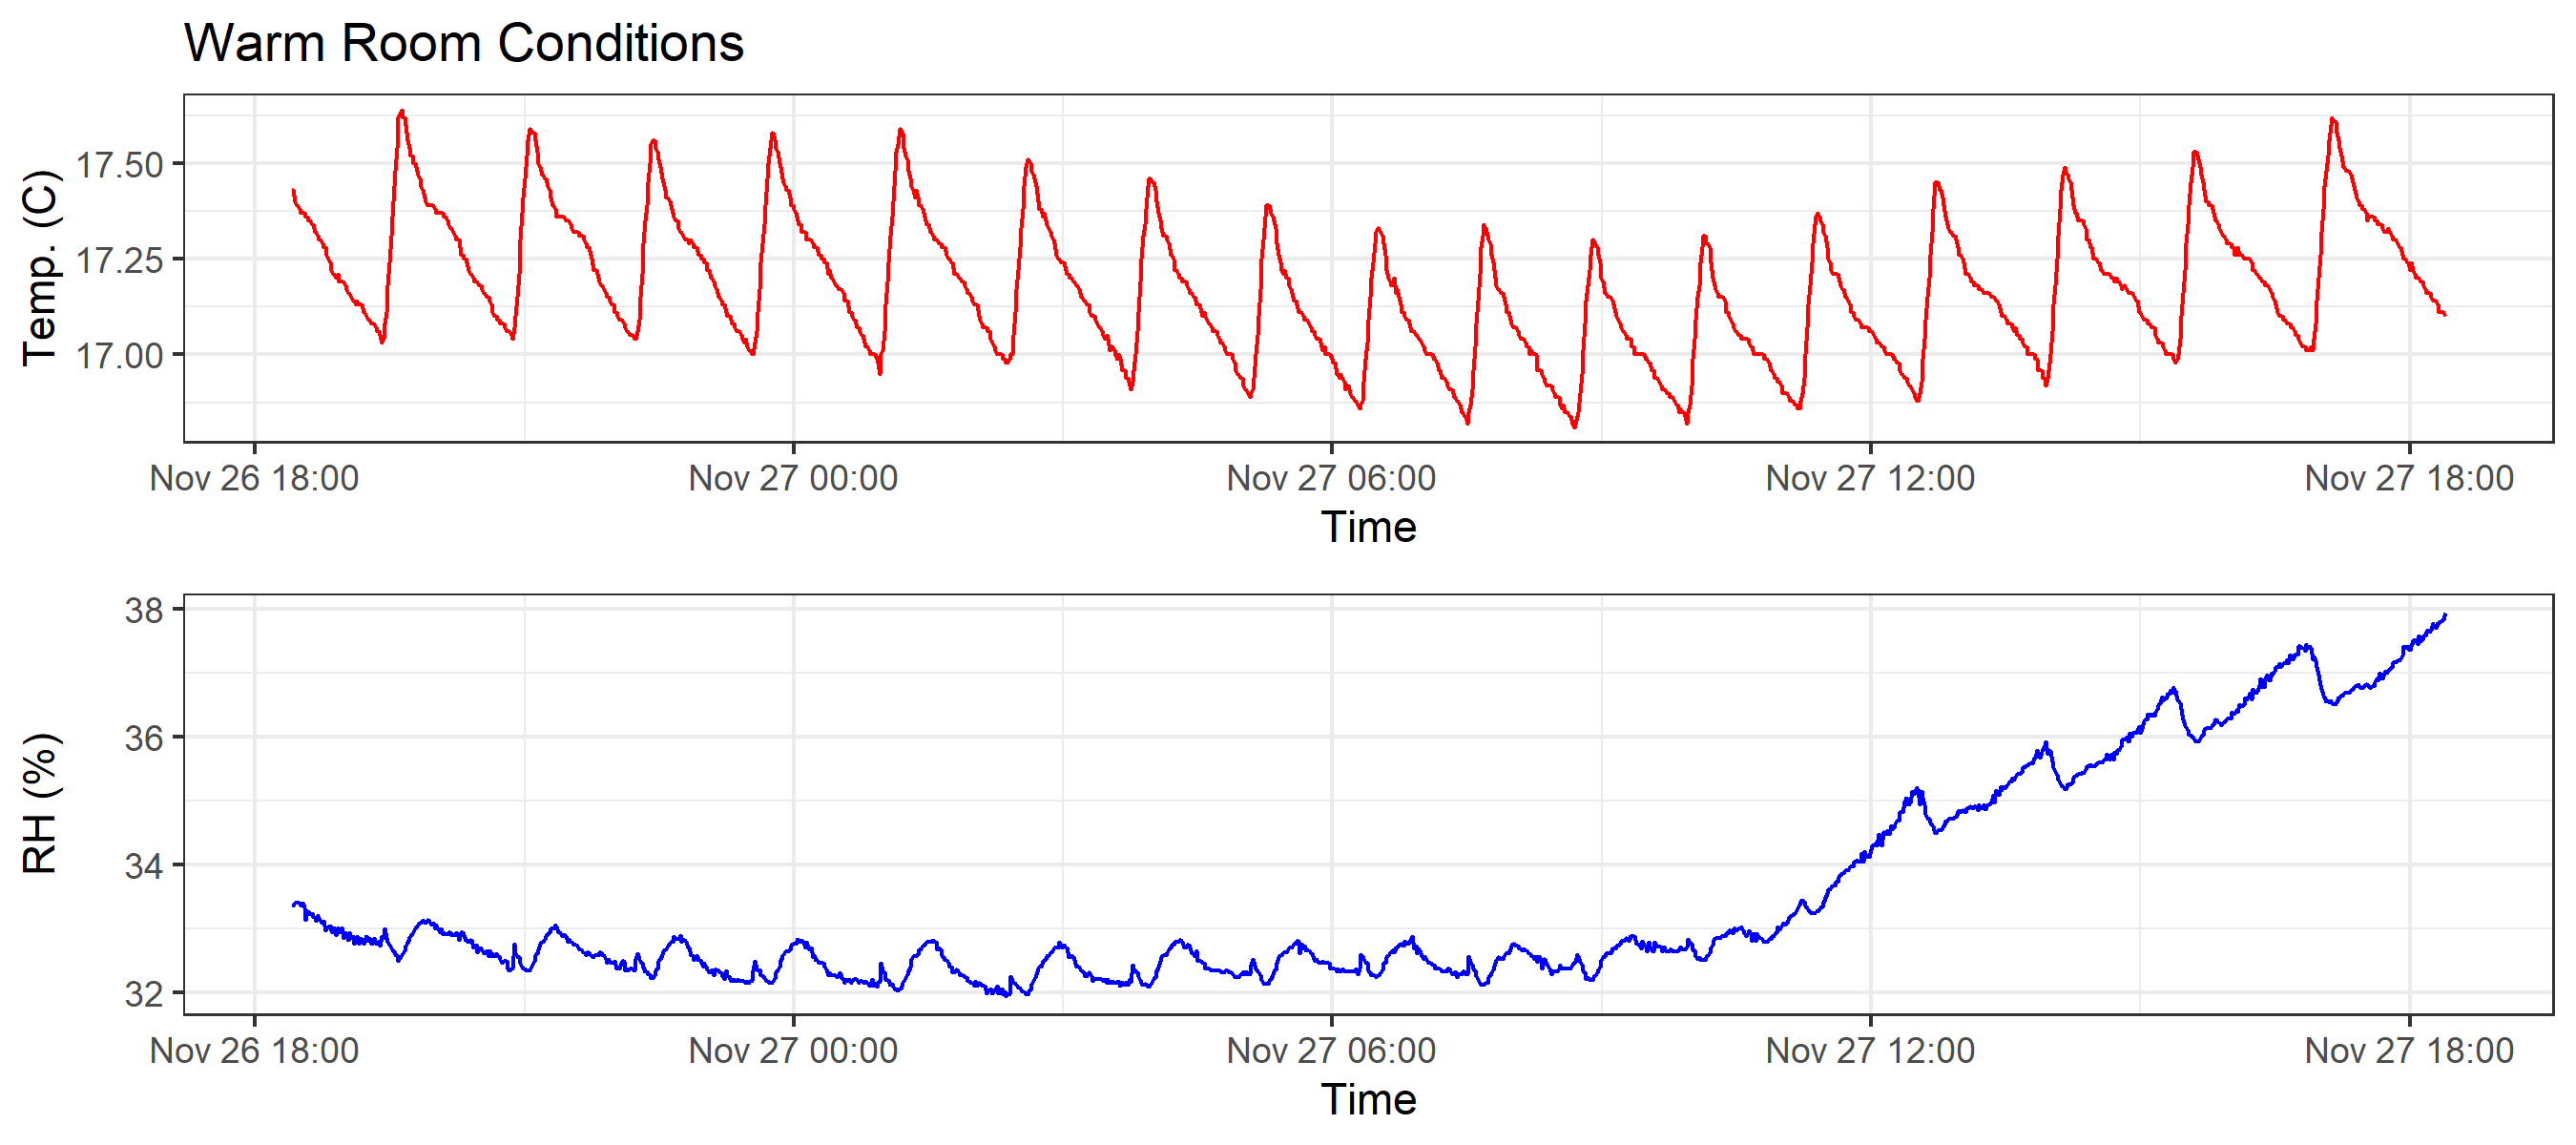 Warm Room Conditions
Temp. (C)
17.50
17.25
17.00
Nov 26 18:00 Nov 27 00:00 Nov 27 06:00 Nov 27 12:00 Nov 27 18:00
Time
RH (%)
38
36
34
32
Nov 26 18:00 Nov 27 00:00 Nov 27 06:00 Nov 27 12:00 Nov 27 18:00
Time